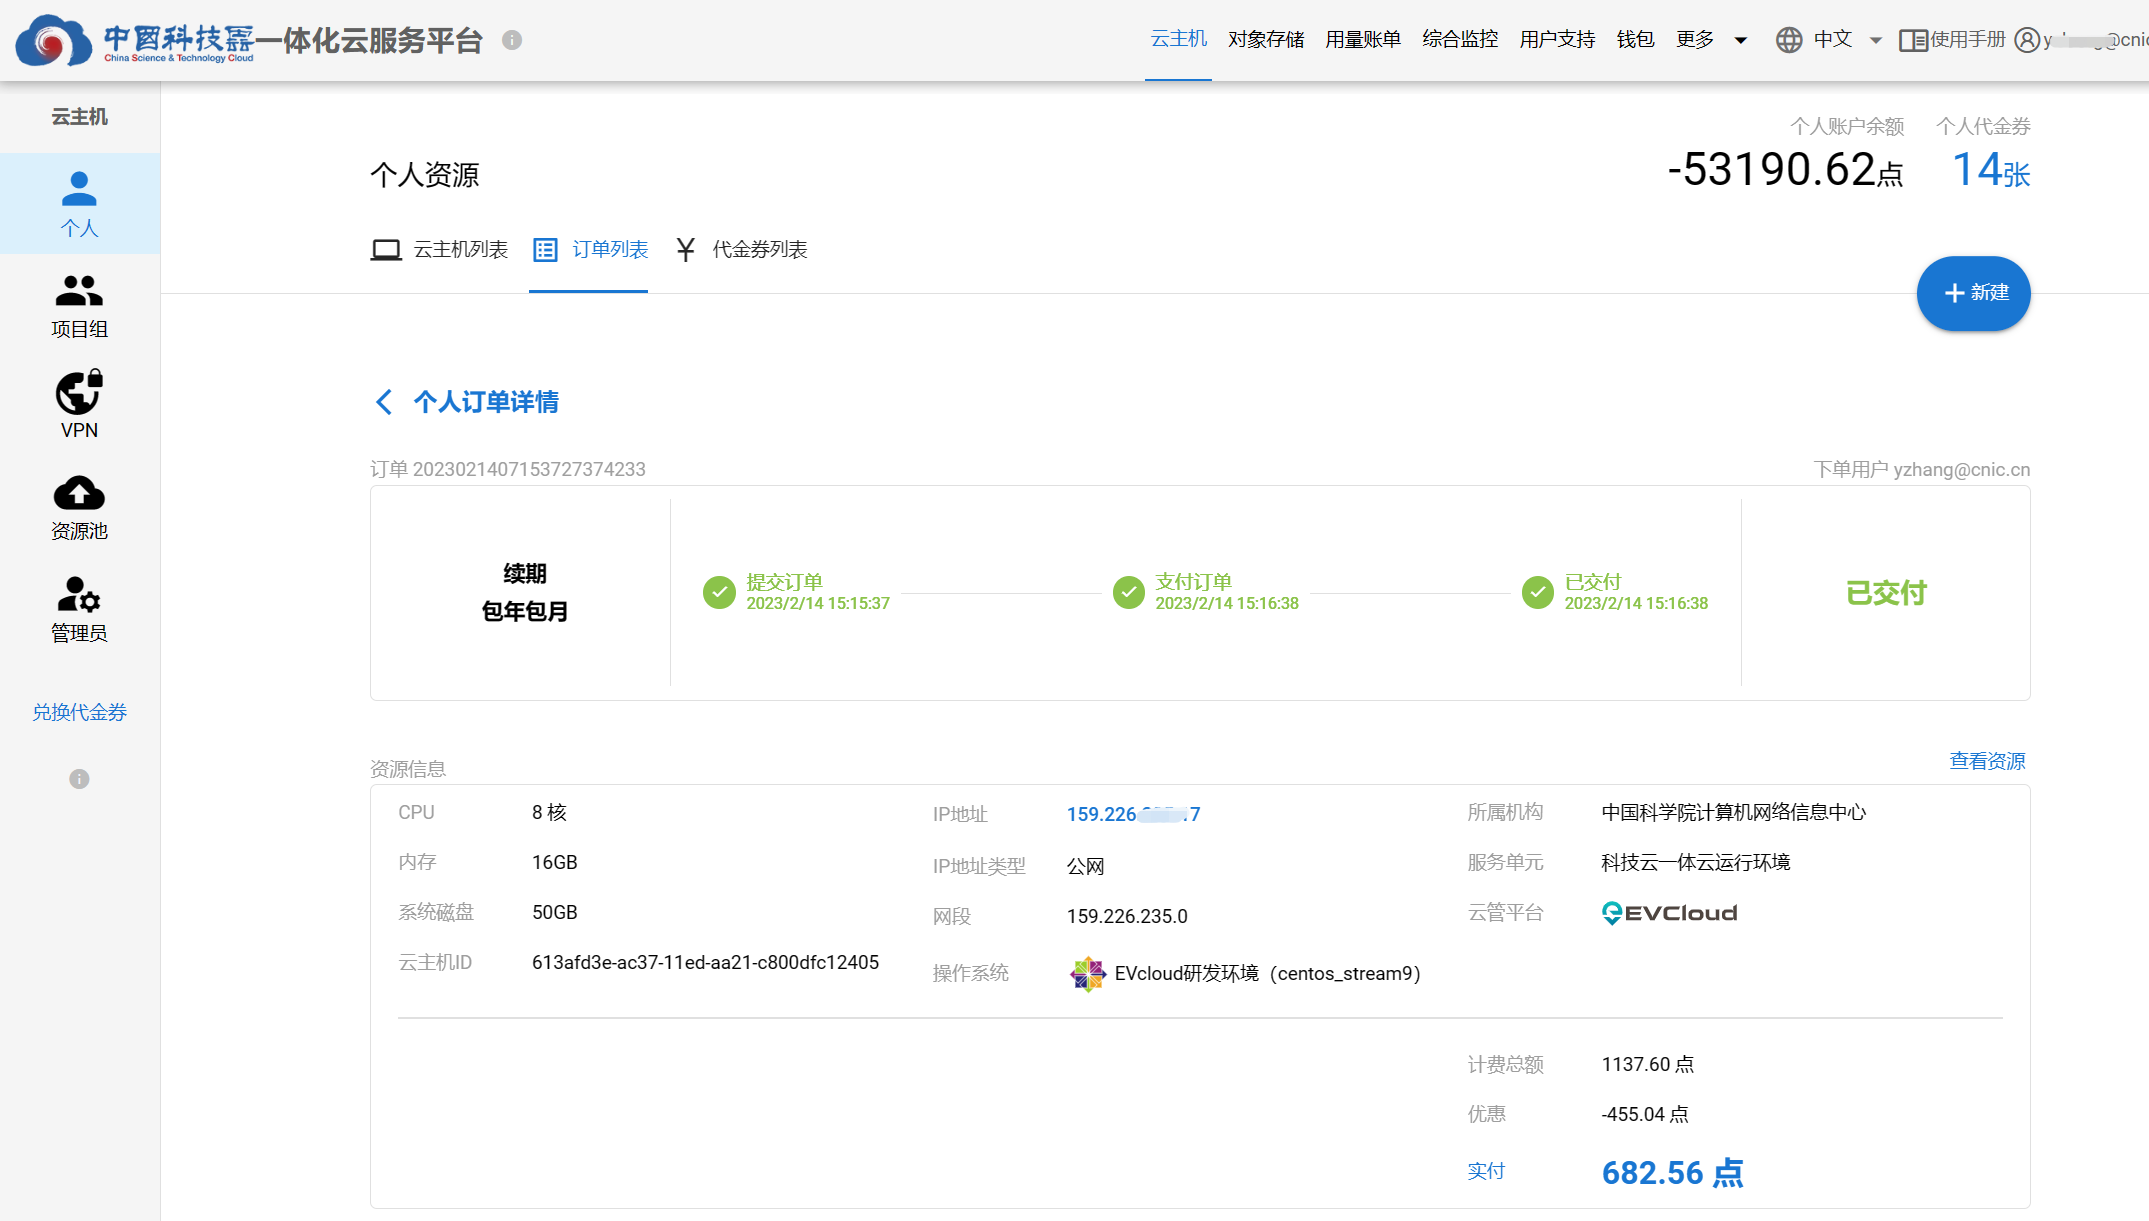 中国科技云
China Science & Technology Cloud
一体化云服务平台
云主机 对象存储 用量账单 综合监控 用户支持 钱包 更多 中文 使用手册
云主机
个人
项目组
VPN
资源池
管理员
兑换代金券
个人资源
个人账户余额 个人代金券
-53190.62点 14张
云主机列表 订单列表 代金券列表
新建
个人订单详情
订单 2023021407153727374233 下单用户 yzhang@cnic.cn
续期
包年包月
提交订单
2023/2/14 15:15:37
支付订单
2023/2/14 15:16:38
已交付
2023/2/14 15:16:38
已交付
资源信息 查看资源
CPU 8 核
内存 16GB
系统磁盘 50GB
云主机ID 613afd3e-ac37-11ed-aa21-c800dfc12405
IP地址 159.226
IP地址类型 公网
网段 159.226.235.0
操作系统 EVcloud研发环境（centos_stream9）
所属机构 中国科学院计算机网络信息中心
服务单元 科技云一体云运行环境
云管平台 EVCloud
计费总额 1137.60 点
优惠 -455.04 点
实付 682.56 点